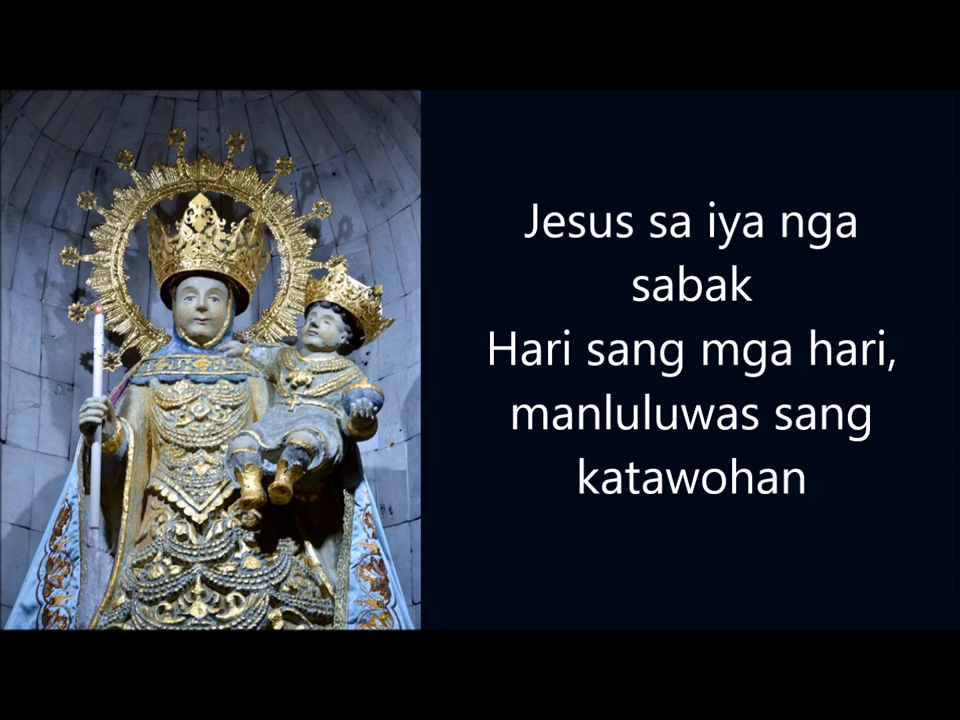 Jesus sa iya nga
sabak
Hari sang mga hari,
manluluwas sang
katawohan